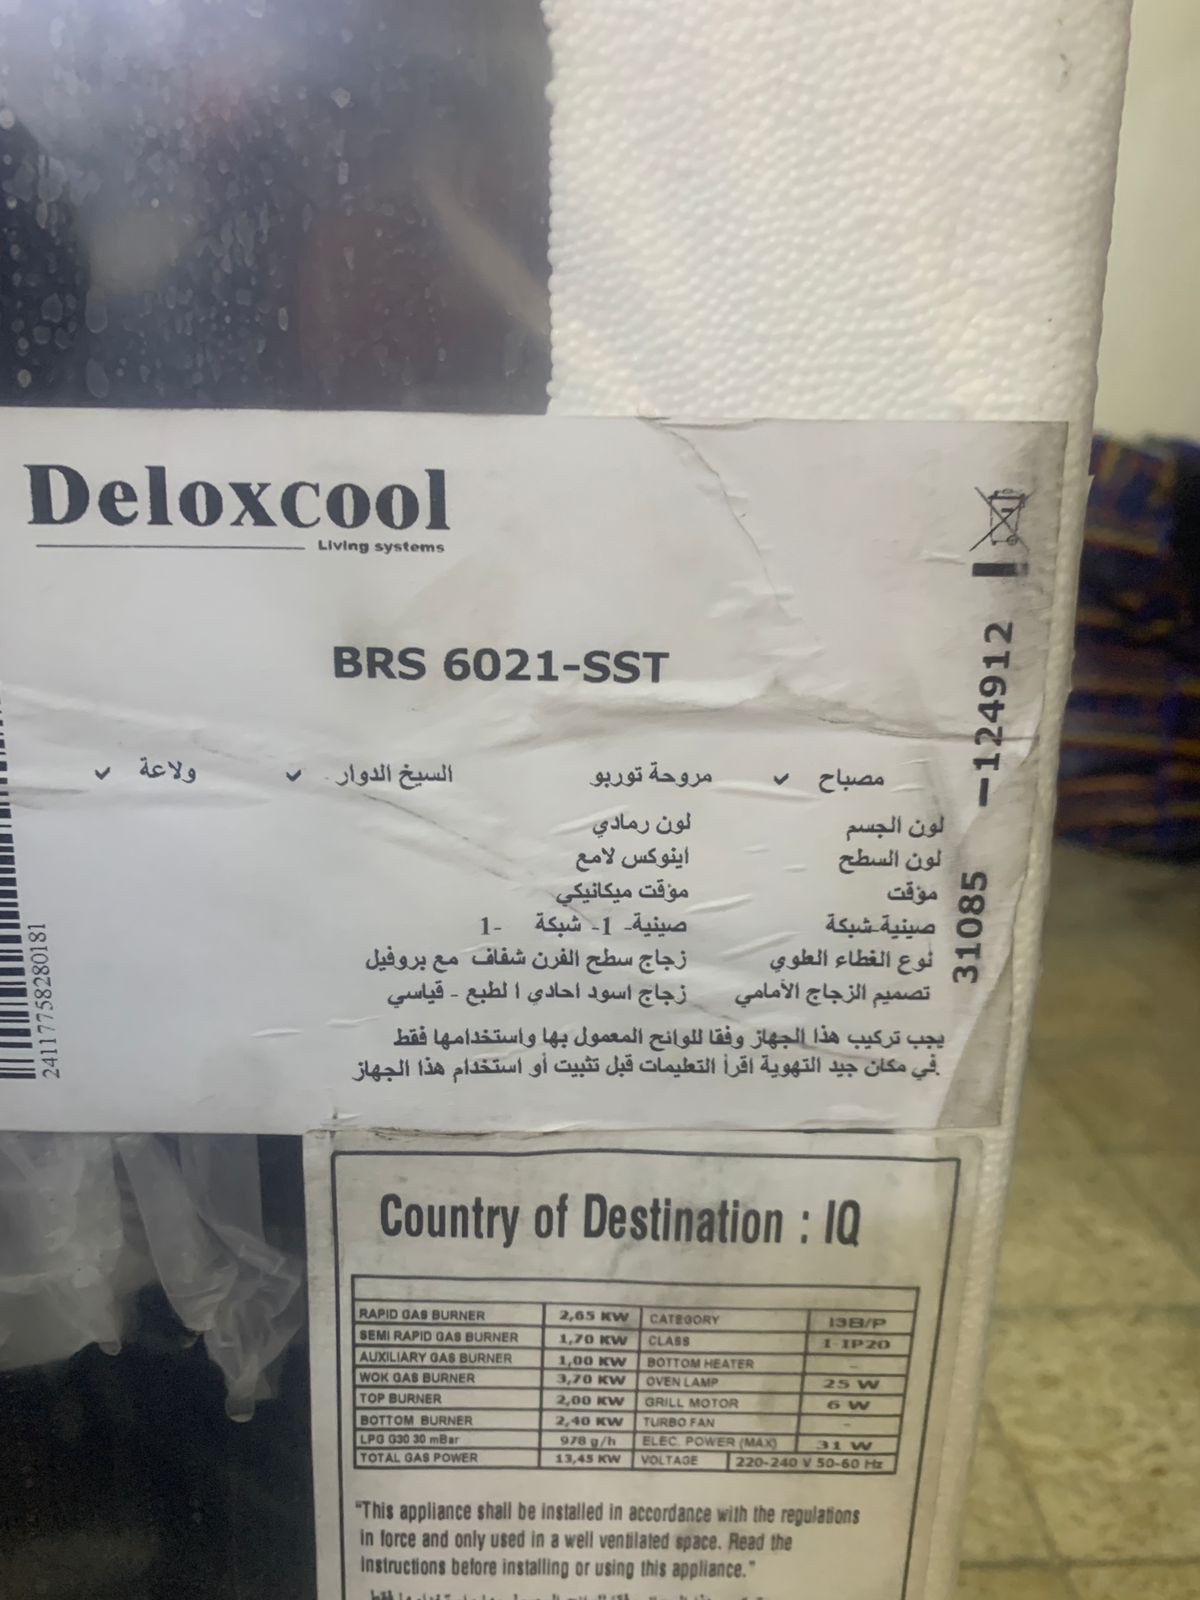 Deloxcool
Living systems
BRS 6021-SST
مصباح ✓ مروحة توربو السيخ الدوار ✓ ولاعة ✓
لون الجسم لون رمادي
لون السطح اينوكس لامع
مؤقت مؤقت ميكانيكي
صينية-شبكة صينية- 1- شبكة -1
نوع الغطاء العلوي زجاج سطح الفرن شفاف مع بروفيل
تصميم الزجاج الأمامي زجاج اسود احادي الطبع - قياسي
يجب تركيب هذا الجهاز وفقا للوائح المعمول بها واستخدامها فقط
في مكان جيد التهوية اقرأ التعليمات قبل تثبيت أو استخدام هذا الجهاز.
31085 -124912
24117758280181
Country of Destination : IQ
RAPID GAS BURNER 2,65 KW CATEGORY I3B/P
SEMI RAPID GAS BURNER 1,70 KW CLASS 1-IP20
AUXILIARY GAS BURNER 1,00 KW BOTTOM HEATER -
WOK GAS BURNER 3,70 KW OVEN LAMP 25 W
TOP BURNER 2,00 KW GRILL MOTOR 6 W
BOTTOM BURNER 2,40 KW TURBO FAN -
LPG G30 30 mBar 978 g/h ELEC. POWER (MAX) 31 W
TOTAL GAS POWER 13,45 KW VOLTAGE 220-240 V 50-60 Hz
"This appliance shall be installed in accordance with the regulations
in force and only used in a well ventilated space. Read the
instructions before installing or using this appliance."